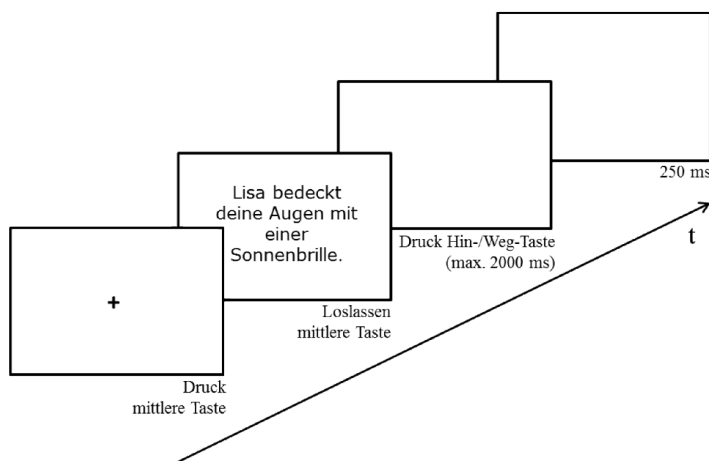 +
Druck
mittlere Taste
Lisa bedeckt
deine Augen mit
einer
Sonnenbrille.
Loslassen
mittlere Taste
Druck Hin-/Weg-Taste
(max. 2000 ms)
250 ms
t